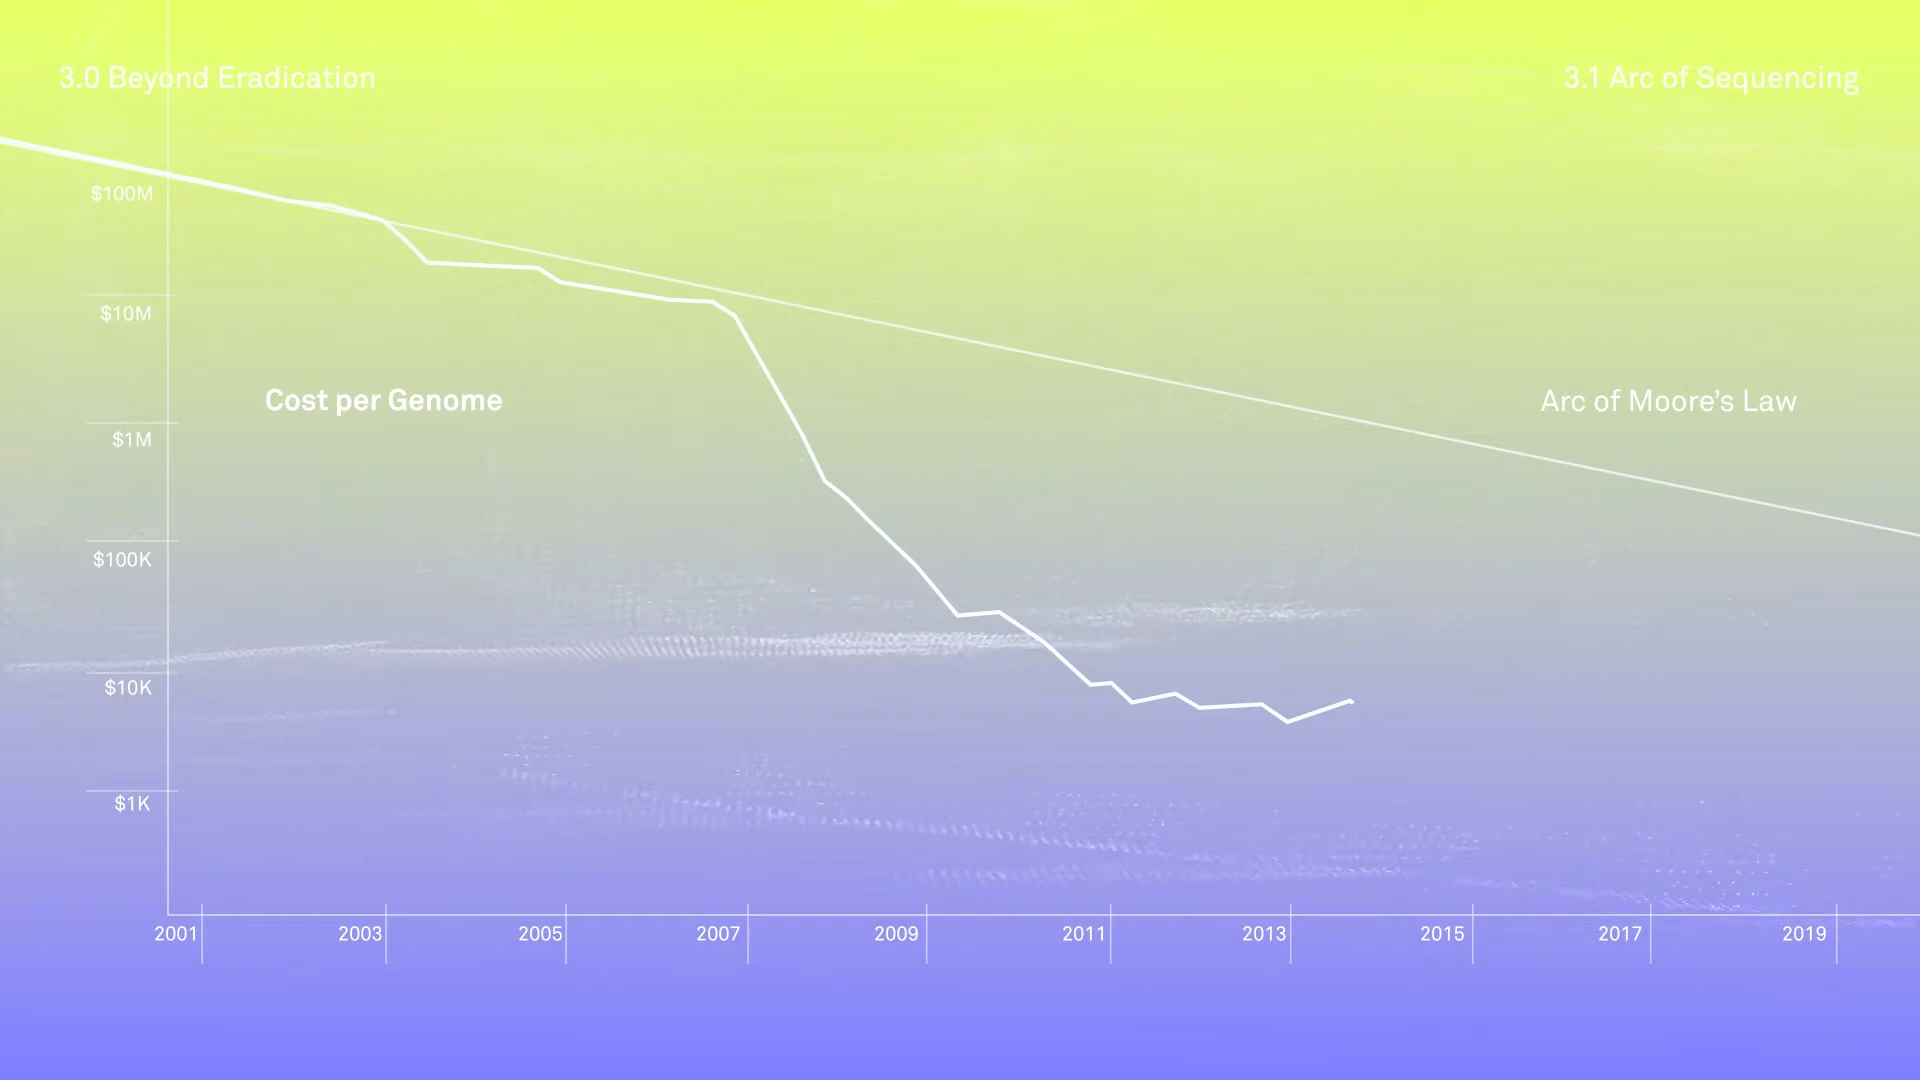 3.0 Beyond Eradication
3.1 Arc of Sequencing
$100M
$10M
Cost per Genome
Arc of Moore’s Law
$1M
$100K
$10K
$1K
2001 2003 2005 2007 2009 2011 2013 2015 2017 2019